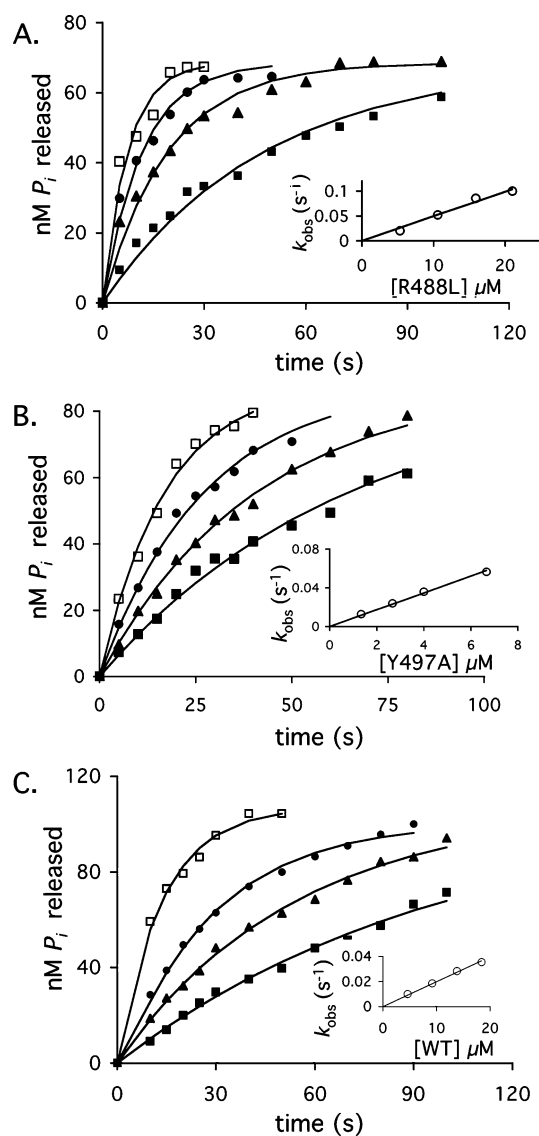 A.
80
60
40
20
0
nM Pi released
0 30 60 90 120
time (s)
0.1
0.05
0
kobs (s-1)
0 10 20
[R488L] µM
B.
80
60
40
20
0
nM Pi released
0 25 50 75 100
time (s)
0.08
0.04
0
kobs (s-1)
0 2 4 6 8
[Y497A] µM
C.
120
80
40
0
nM Pi released
0 30 60 90 120
time (s)
0.04
0.02
0
kobs (s-1)
0 5 10 15 20
[WT] µM